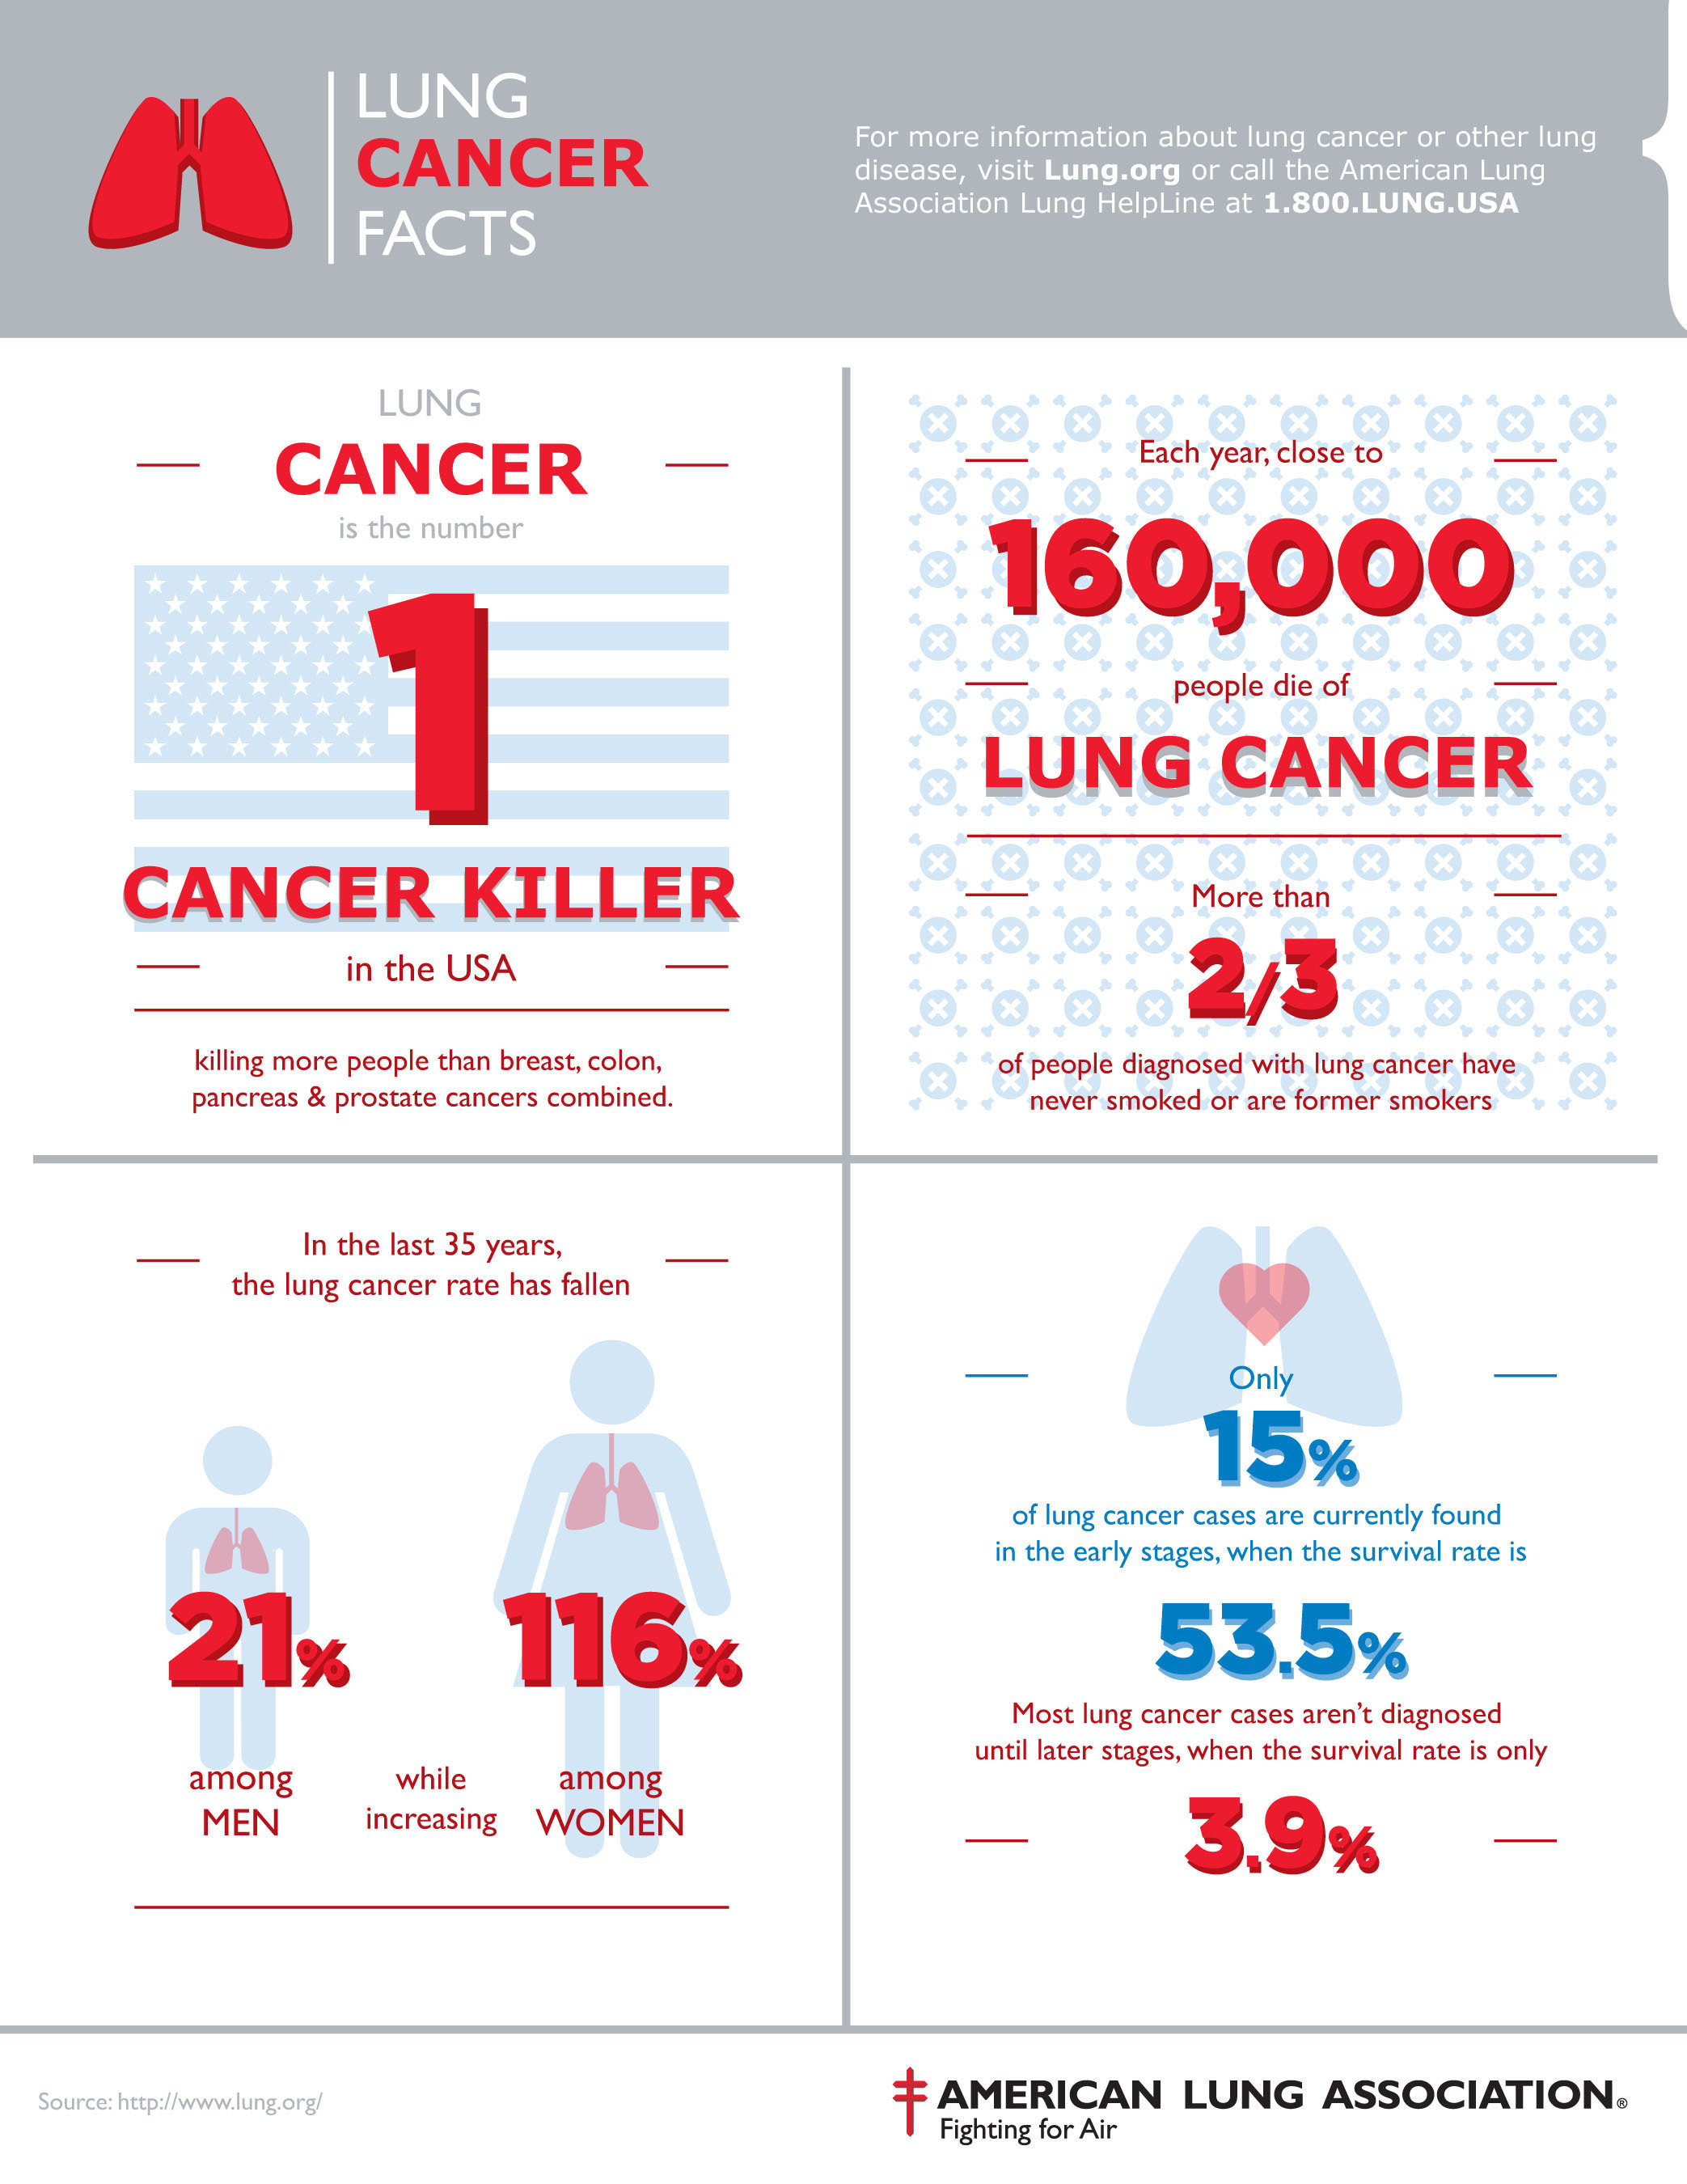 LUNG
CANCER
FACTS
For more information about lung cancer or other lung
disease, visit Lung.org or call the American Lung
Association Lung HelpLine at 1.800.LUNG.USA
LUNG
CANCER
is the number
1
CANCER KILLER
in the USA
killing more people than breast, colon,
pancreas & prostate cancers combined.
Each year, close to
160,000
people die of
LUNG CANCER
More than
2/3
of people diagnosed with lung cancer have
never smoked or are former smokers
In the last 35 years,
the lung cancer rate has fallen
21%
among
MEN
while
increasing
116%
among
WOMEN
Only
15%
of lung cancer cases are currently found
in the early stages, when the survival rate is
53.5%
Most lung cancer cases aren't diagnosed
until later stages, when the survival rate is only
3.9%
Source: http://www.lung.org/
AMERICAN LUNG ASSOCIATION®
Fighting for Air